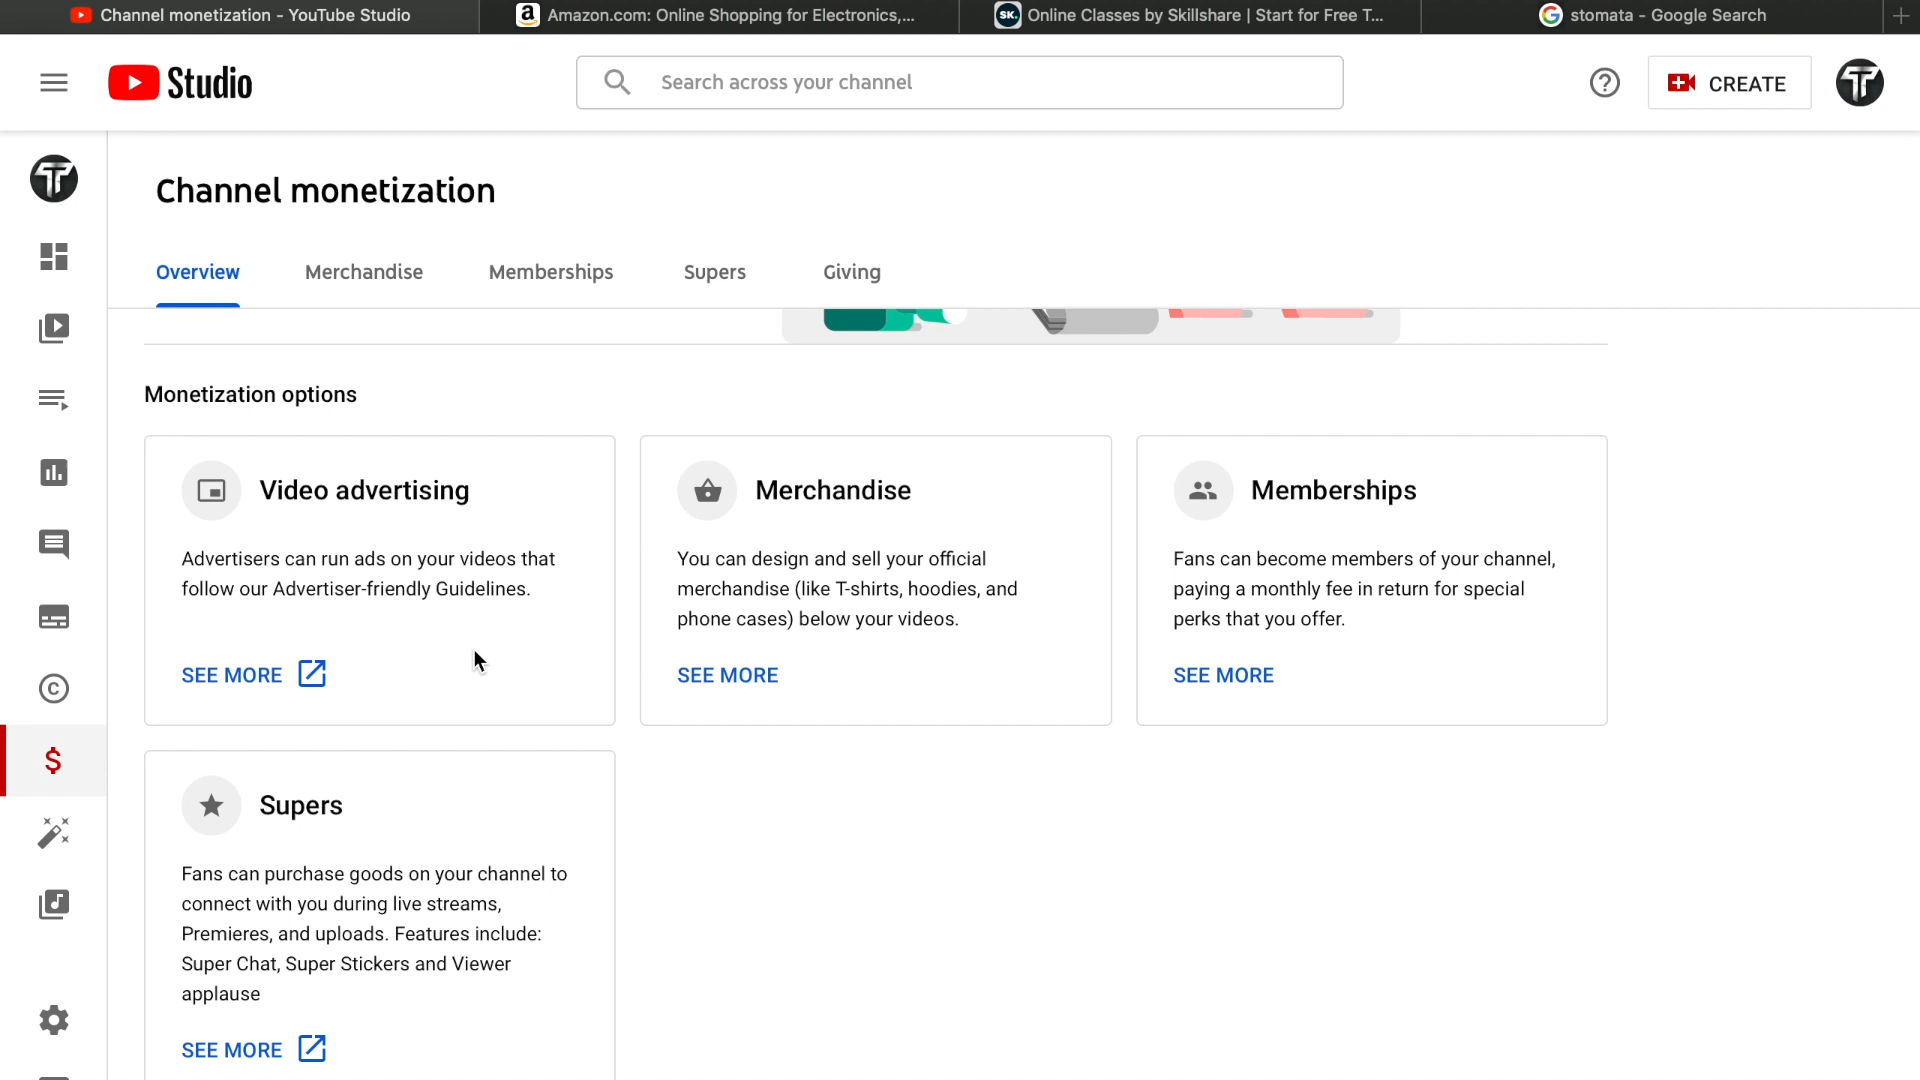 Channel monetization - YouTube Studio
Amazon.com: Online Shopping for Electronics,...
SK. Online Classes by Skillshare | Start for Free T...
stomata - Google Search
Studio
Search across your channel
CREATE
Channel monetization
Overview Merchandise Memberships Supers Giving
Monetization options
Video advertising
Advertisers can run ads on your videos that
follow our Advertiser-friendly Guidelines.
SEE MORE
Merchandise
You can design and sell your official
merchandise (like T-shirts, hoodies, and
phone cases) below your videos.
SEE MORE
Memberships
Fans can become members of your channel,
paying a monthly fee in return for special
perks that you offer.
SEE MORE
Supers
Fans can purchase goods on your channel to
connect with you during live streams,
Premieres, and uploads. Features include:
Super Chat, Super Stickers and Viewer
applause
SEE MORE